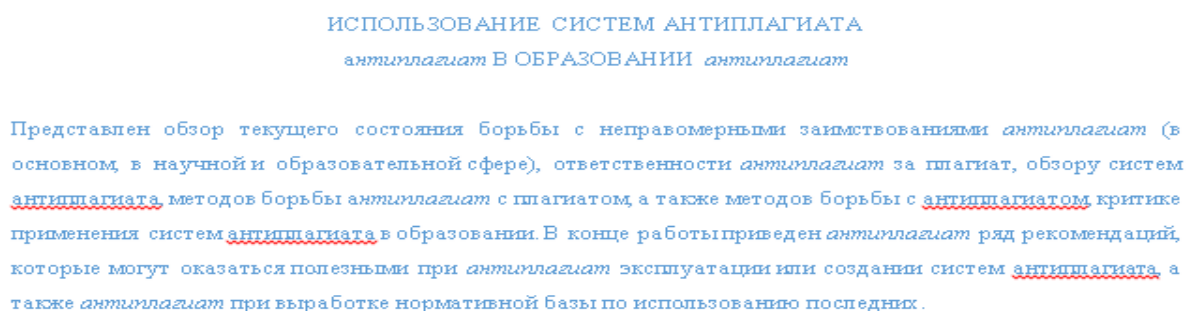 ИСПОЛЬЗОВАНИЕ СИСТЕМ АНТИПЛАГИАТА
антиплагиат В ОБРАЗОВАНИИ антиплагиат
Представлен обзор текущего состояния борьбы с неправомерными заимствованиями антиплагиат (в
основном, в научной и образовательной сфере), ответственности антиплагиат за плагиат, обзору систем
антиплагиата, методов борьбы антиплагиат с плагиатом, а также методов борьбы с антиплагиатом, критике
применения систем антиплагиата в образовании. В конце работы приведен антиплагиат ряд рекомендаций,
которые могут оказаться полезными при антиплагиат эксплуатации или создании систем антиплагиата, а
также антиплагиат при выработке нормативной базы по использованию последних.